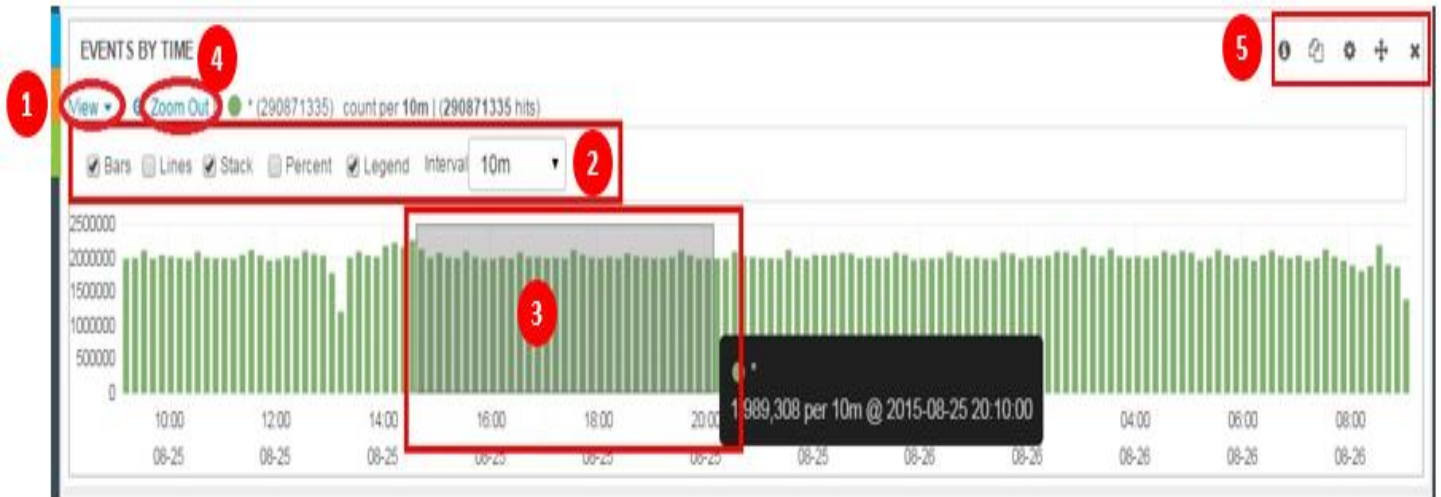 EVENTS BY TIME
4
5
1
View Zoom Out * (290871335) count per 10m | (290871335 hits)
Bars Lines Stack Percent Legend Interval 10m
2
2500000
2000000
1500000
1000000
500000
0
3
*
1,989,308 per 10m @ 2015-08-25 20:10:00
10:00 12:00 14:00 16:00 18:00 20:00 04:00 06:00 08:00
08-25 08-25 08-25 08-25 08-25 08-25 08-25 08-26 08-26 08-26 08-26 08-26